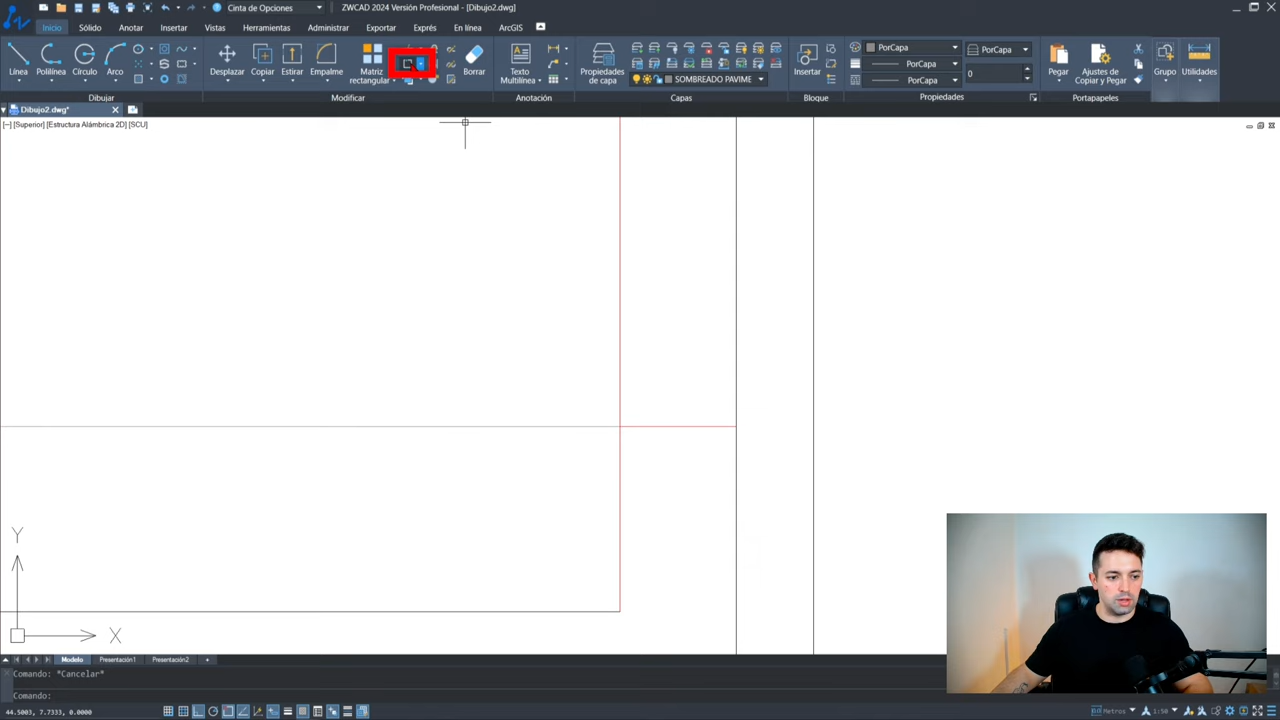 Cinta de Opciones
ZWCAD 2024 Versión Profesional - [Dibujo2.dwg]
Inicio Sólido Anotar Insertar Vistas Herramientas Administrar Exportar Exprés En línea ArcGIS
Línea Polilínea Círculo Arco
Desplazar Copiar Estirar Empalme Matriz rectangular Borrar
Texto Multilínea
Propiedades de capa
SOMBREADO PAVIME
Insertar
PorCapa
PorCapa
PorCapa
PorCapa
0
Pegar Ajustes de Copiar y Pegar
Grupo Utilidades
Dibujar Modificar Anotación Capas Bloque Propiedades Portapapeles
Dibujo2.dwg*
[−] [Superior] [Estructura Alámbrica 2D] [SCU]
Y
X
Modelo Presentación1 Presentación2 +
Comando: *Cancelar*
Comando:
44.5003, 7.7333, 0.0000
Metros 1:50